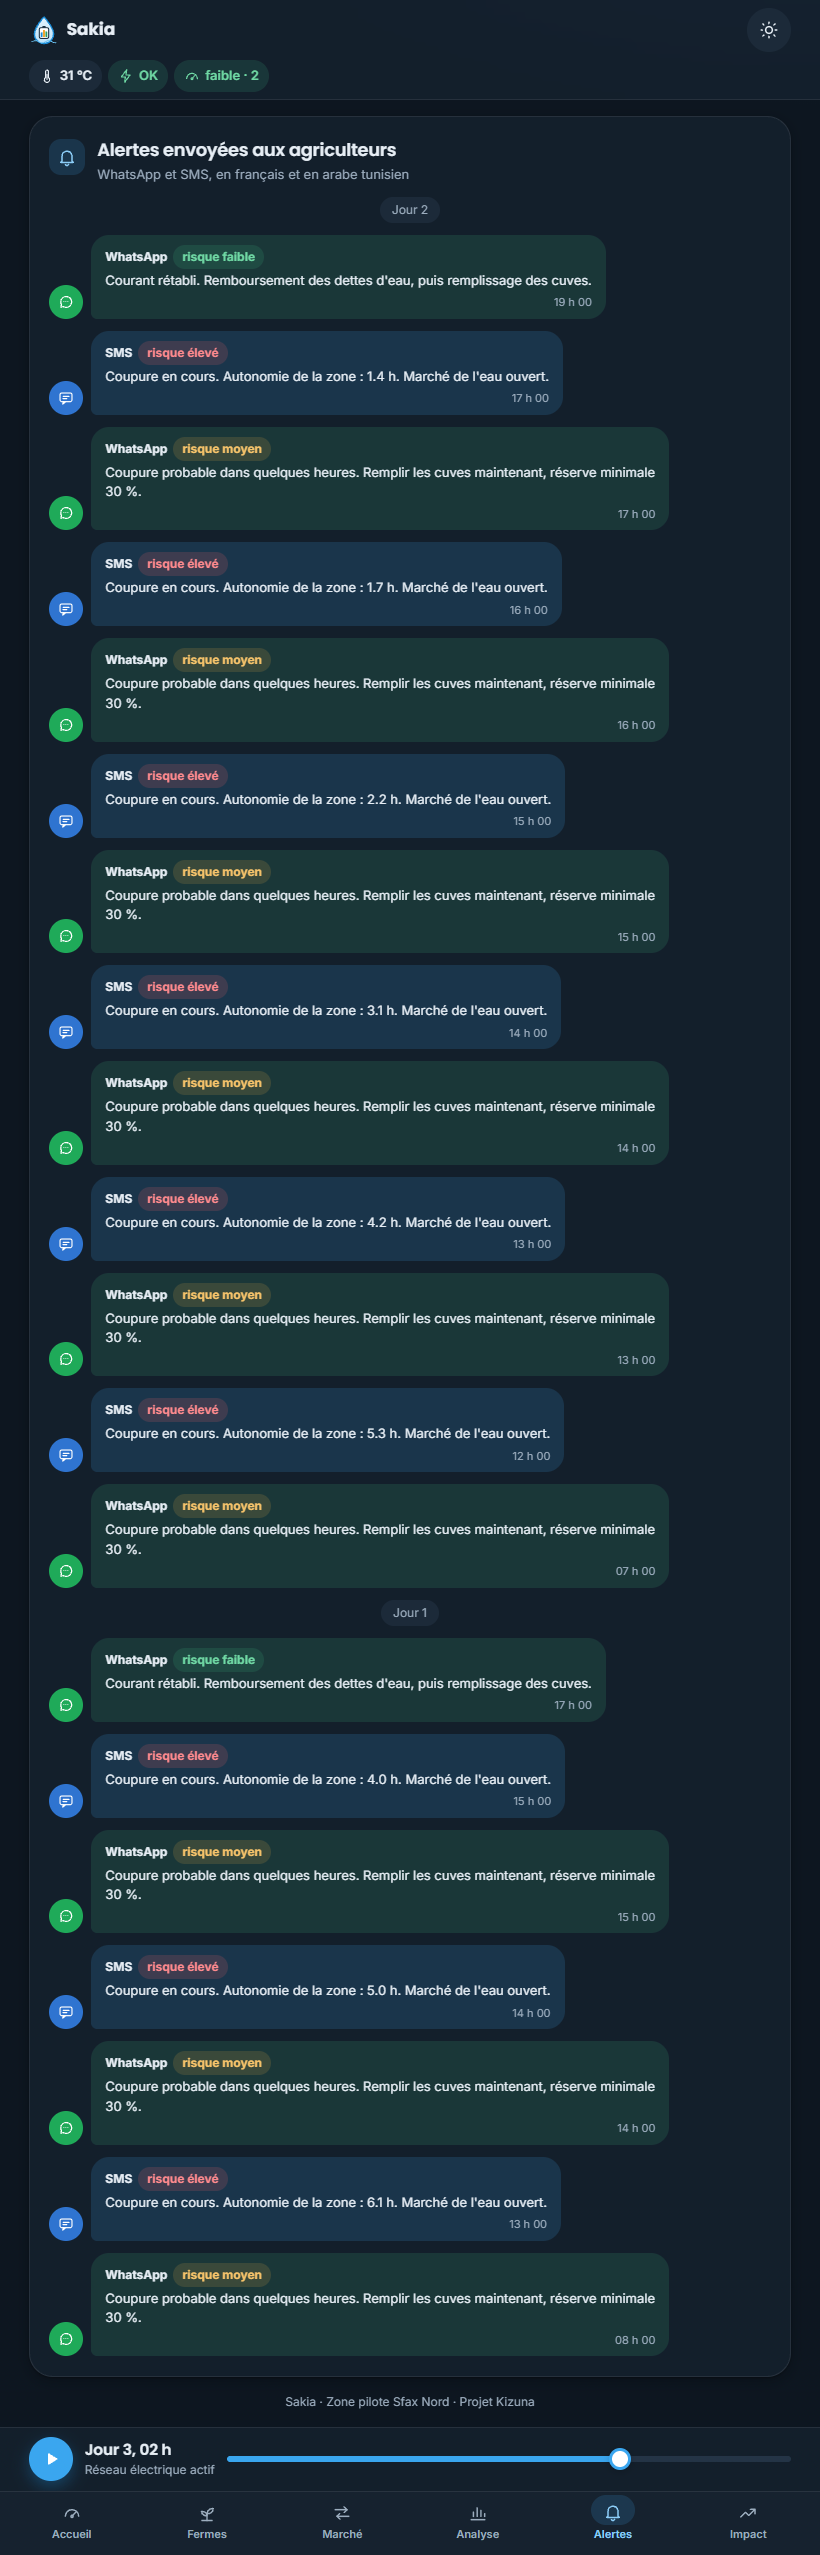 Sakia
31 °C
OK
faible · 2
Alertes envoyées aux agriculteurs
WhatsApp et SMS, en français et en arabe tunisien
Jour 2
WhatsApp risque faible
Courant rétabli. Remboursement des dettes d'eau, puis remplissage des cuves.
19 h 00
SMS risque élevé
Coupure en cours. Autonomie de la zone : 1.4 h. Marché de l'eau ouvert.
17 h 00
WhatsApp risque moyen
Coupure probable dans quelques heures. Remplir les cuves maintenant, réserve minimale
30 %.
17 h 00
SMS risque élevé
Coupure en cours. Autonomie de la zone : 1.7 h. Marché de l'eau ouvert.
16 h 00
WhatsApp risque moyen
Coupure probable dans quelques heures. Remplir les cuves maintenant, réserve minimale
30 %.
16 h 00
SMS risque élevé
Coupure en cours. Autonomie de la zone : 2.2 h. Marché de l'eau ouvert.
15 h 00
WhatsApp risque moyen
Coupure probable dans quelques heures. Remplir les cuves maintenant, réserve minimale
30 %.
15 h 00
SMS risque élevé
Coupure en cours. Autonomie de la zone : 3.1 h. Marché de l'eau ouvert.
14 h 00
WhatsApp risque moyen
Coupure probable dans quelques heures. Remplir les cuves maintenant, réserve minimale
30 %.
14 h 00
SMS risque élevé
Coupure en cours. Autonomie de la zone : 4.2 h. Marché de l'eau ouvert.
13 h 00
WhatsApp risque moyen
Coupure probable dans quelques heures. Remplir les cuves maintenant, réserve minimale
30 %.
13 h 00
SMS risque élevé
Coupure en cours. Autonomie de la zone : 5.3 h. Marché de l'eau ouvert.
12 h 00
WhatsApp risque moyen
Coupure probable dans quelques heures. Remplir les cuves maintenant, réserve minimale
30 %.
07 h 00
Jour 1
WhatsApp risque faible
Courant rétabli. Remboursement des dettes d'eau, puis remplissage des cuves.
17 h 00
SMS risque élevé
Coupure en cours. Autonomie de la zone : 4.0 h. Marché de l'eau ouvert.
15 h 00
WhatsApp risque moyen
Coupure probable dans quelques heures. Remplir les cuves maintenant, réserve minimale
30 %.
15 h 00
SMS risque élevé
Coupure en cours. Autonomie de la zone : 5.0 h. Marché de l'eau ouvert.
14 h 00
WhatsApp risque moyen
Coupure probable dans quelques heures. Remplir les cuves maintenant, réserve minimale
30 %.
14 h 00
SMS risque élevé
Coupure en cours. Autonomie de la zone : 6.1 h. Marché de l'eau ouvert.
13 h 00
WhatsApp risque moyen
Coupure probable dans quelques heures. Remplir les cuves maintenant, réserve minimale
30 %.
08 h 00
Sakia · Zone pilote Sfax Nord · Projet Kizuna
Jour 3, 02 h
Réseau électrique actif
Accueil
Fermes
Marché
Analyse
Alertes
Impact